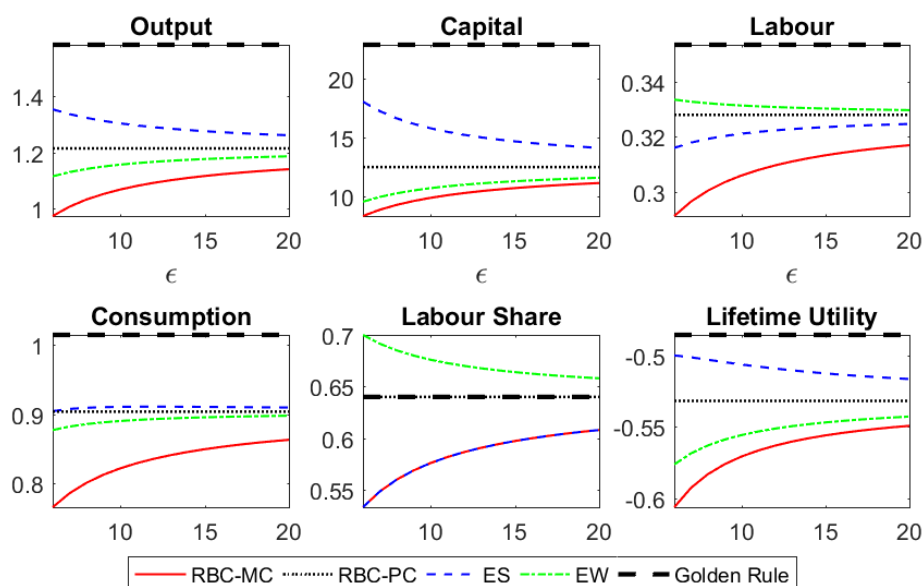 Output
Capital
Labour
1.4
1.2
1
20
15
10
0.34
0.32
0.3
10 15 20
10 15 20
10 15 20
ϵ
ϵ
ϵ
Consumption
Labour Share
Lifetime Utility
1
0.9
0.8
0.7
0.65
0.6
0.55
-0.5
-0.55
-0.6
10 15 20
10 15 20
10 15 20
RBC-MC RBC-PC ES EW Golden Rule